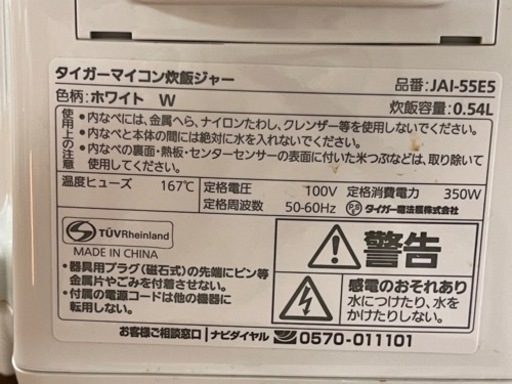 タイガーマイコン炊飯ジャー 品番:JAI-55E5
色柄:ホワイト W 炊飯容量:0.54L
使用上の注意
●内なべには、金属へら、ナイロンたわし、クレンザー等を使用しないでください。
●内なべと本体の間には絶対に水を入れないでください。
●内なべの裏面・熱板・センターセンサーの表面に付いた米つぶなどは、取り除いて
使用してください。
温度ヒューズ 167℃ 定格電圧 100V 定格消費電力 350W
定格周波数 50-60Hz タイガー魔法瓶株式会社
TÜVRheinland
MADE IN CHINA
●器具用プラグ(磁石式)の先端にピン等
金属片やごみを付着させない。
●付属の電源コードは他の機器に
転用しない。
警告
感電のおそれあり
水につけたり、水を
かけたりしない。
お客様ご相談窓口 ナビダイヤル 0570-011101